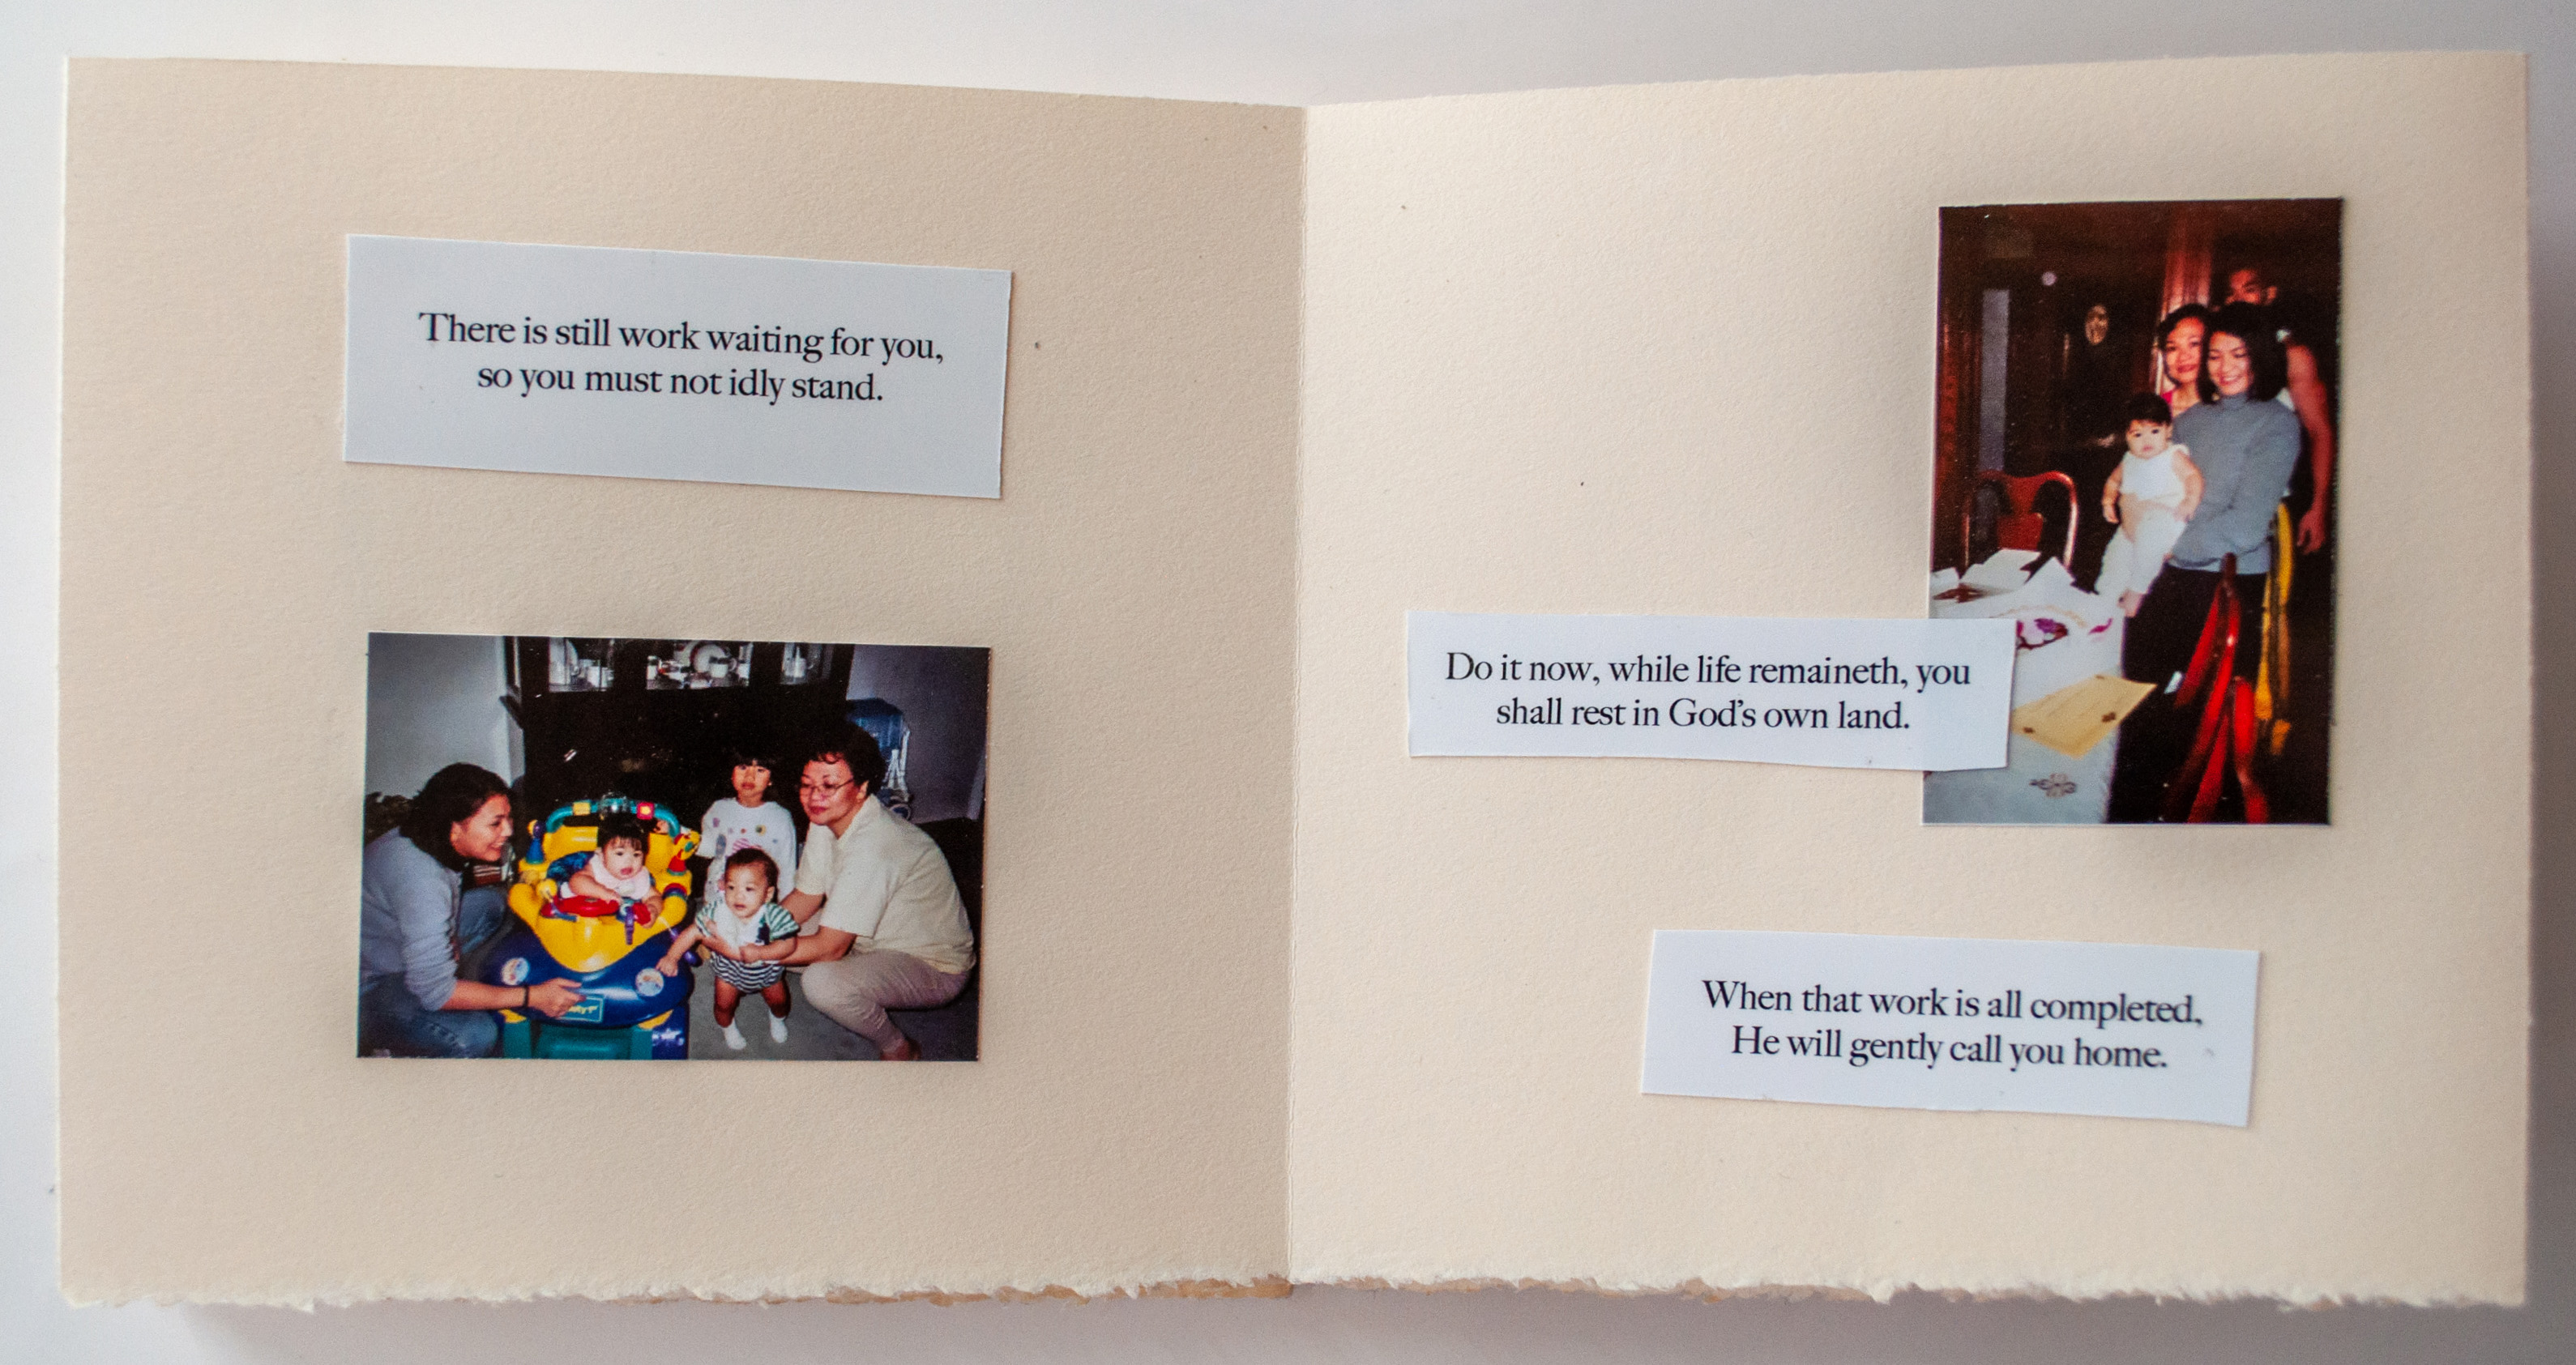 There is still work waiting for you,
so you must not idly stand.
Do it now, while life remaineth, you
shall rest in God’s own land.
When that work is all completed,
He will gently call you home.